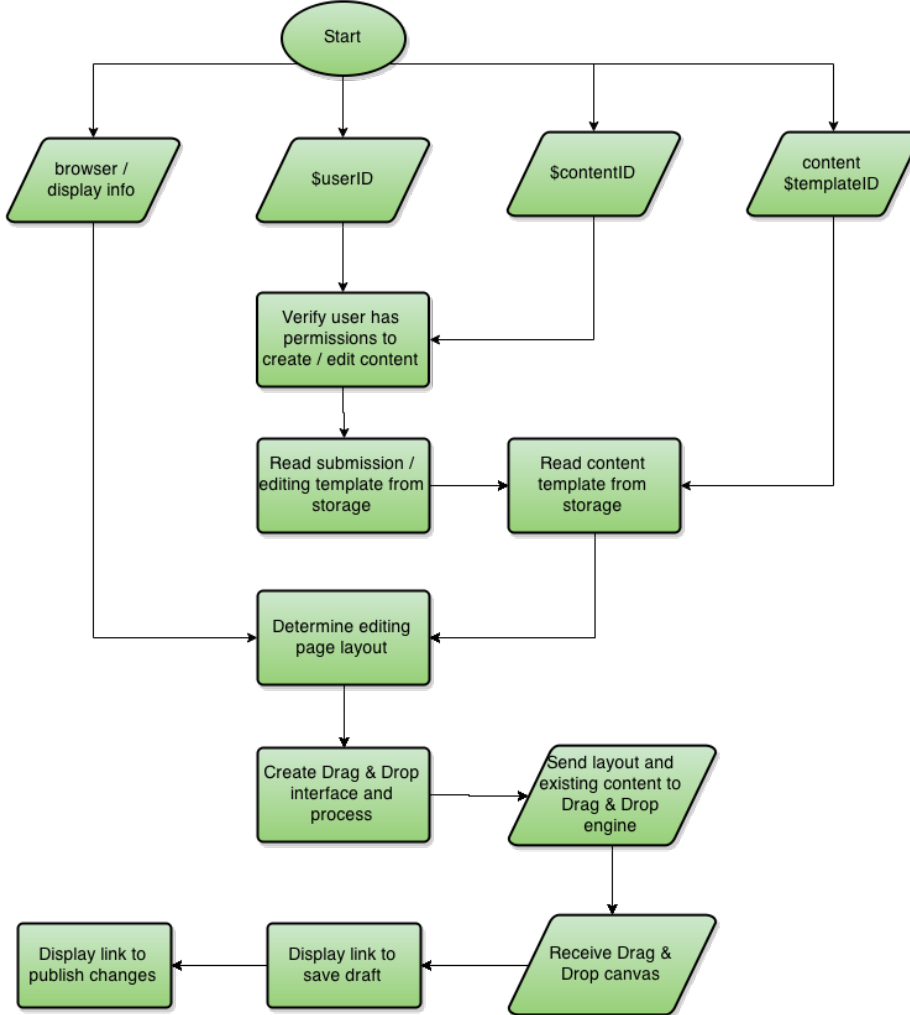 Start
browser /
display info
$userID
$contentID
content
$templateID
Verify user has
permissions to
create / edit content
Read submission /
editing template from
storage
Read content
template from
storage
Determine editing
page layout
Create Drag & Drop
interface and
process
Send layout and
existing content to
Drag & Drop
engine
Display link to
publish changes
Display link to
save draft
Receive Drag &
Drop canvas